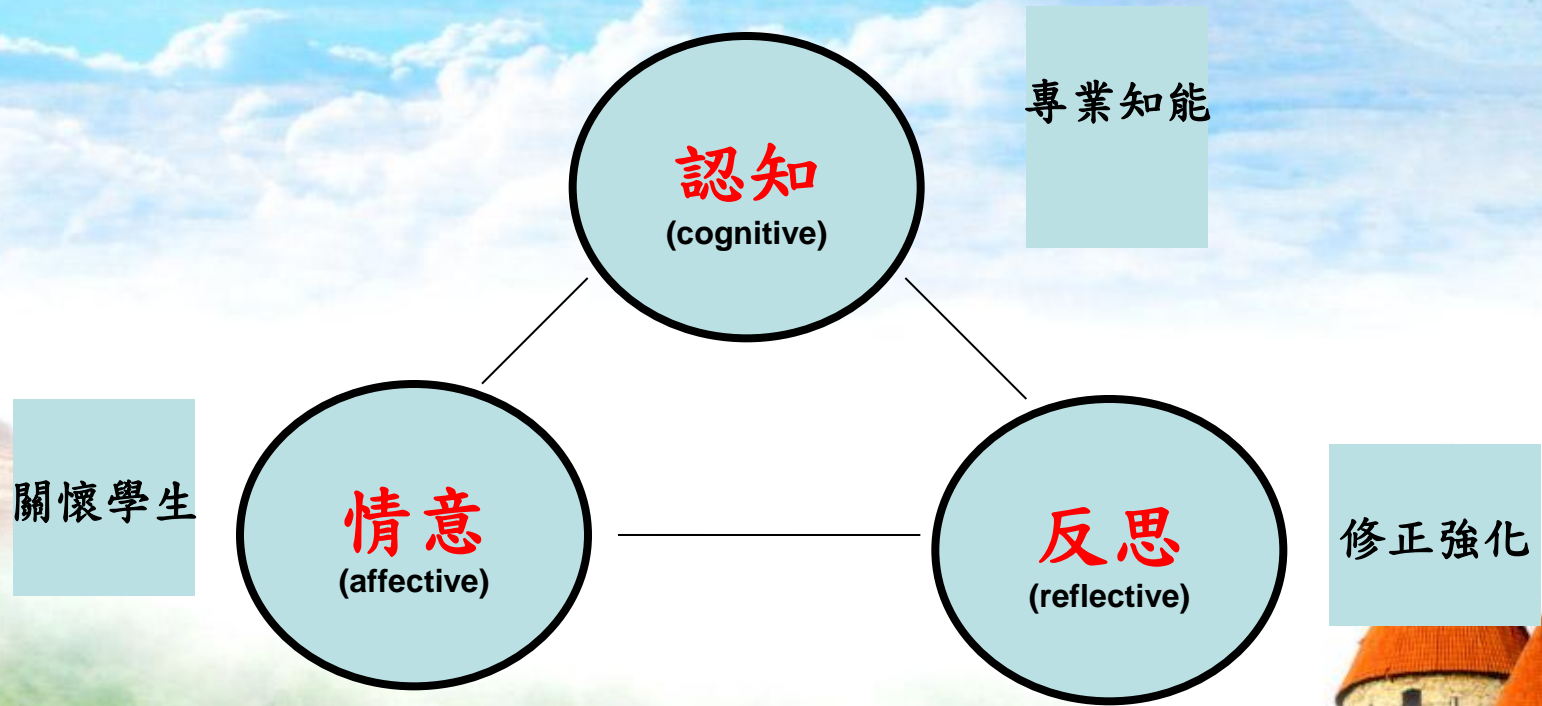 專業知能
認知
(cognitive)
關懷學生
情意
(affective)
反思
(reflective)
修正強化